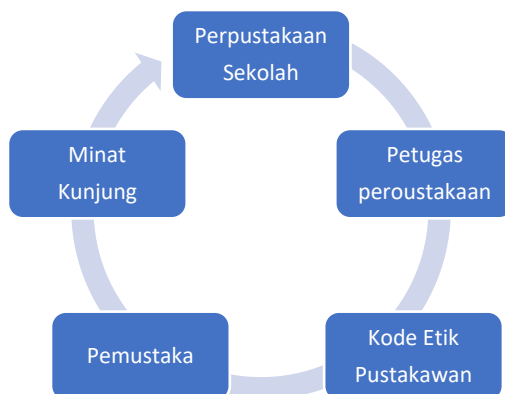 Perpustakaan
Sekolah
Petugas
peroustakaan
Kode Etik
Pustakawan
Pemustaka
Minat
Kunjung